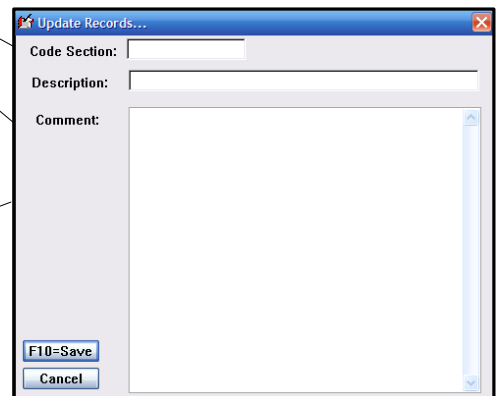 Update Records...
Code Section:
Description:
Comment:
F10=Save
Cancel